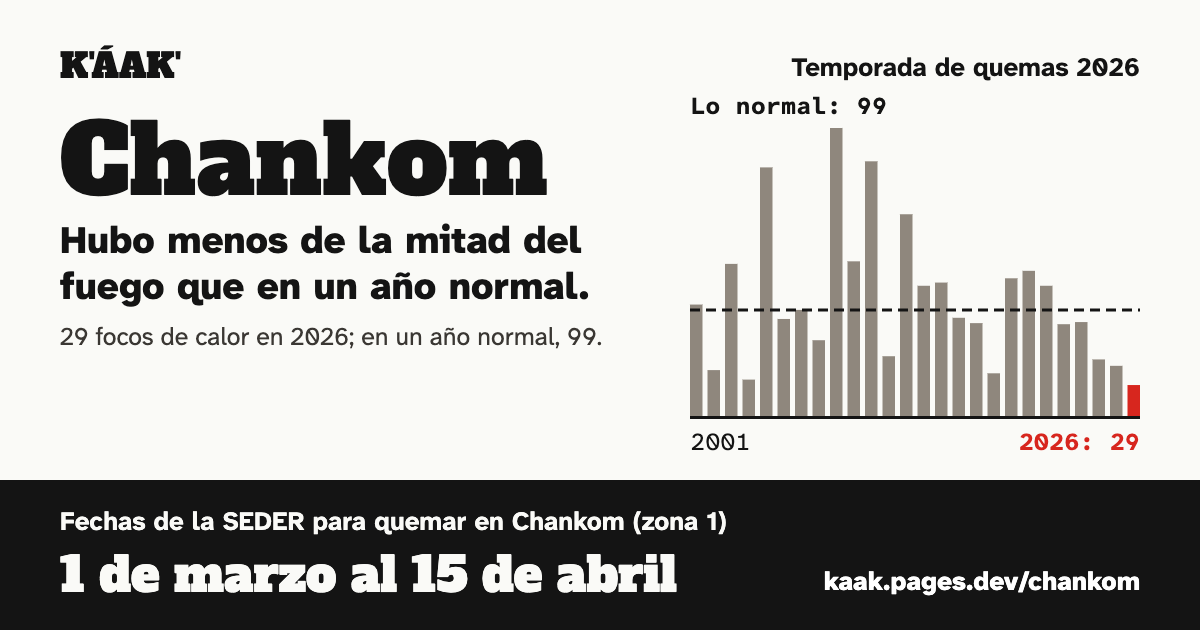 K'ÁAK'
Chankom
Hubo menos de la mitad del
fuego que en un año normal.
29 focos de calor en 2026; en un año normal, 99.
Temporada de quemas 2026
Lo normal: 99
2001
2026: 29
Fechas de la SEDER para quemar en Chankom (zona 1)
1 de marzo al 15 de abril
kaak.pages.dev/chankom